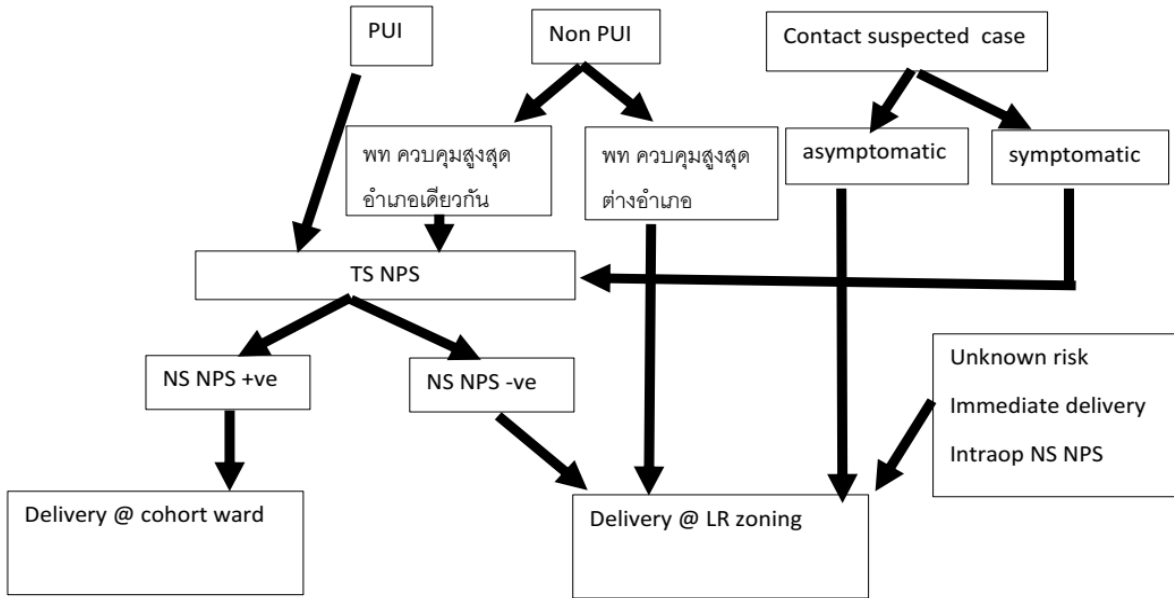 PUI
Non PUI
Contact suspected case
พท ควบคุมสูงสุด
อำเภอเดียวกัน
พท ควบคุมสูงสุด
ต่างอำเภอ
asymptomatic
symptomatic
TS NPS
NS NPS +ve
NS NPS -ve
Unknown risk
Immediate delivery
Intraop NS NPS
Delivery @ cohort ward
Delivery @ LR zoning